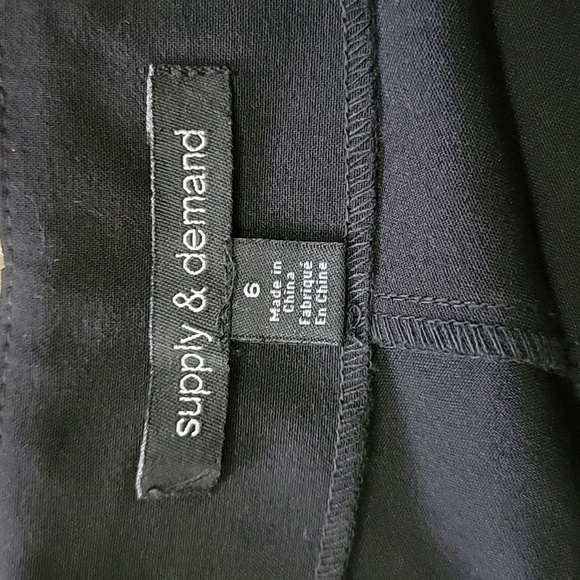 supply & demand
6
Made in
China
Fabriqué
En Chine